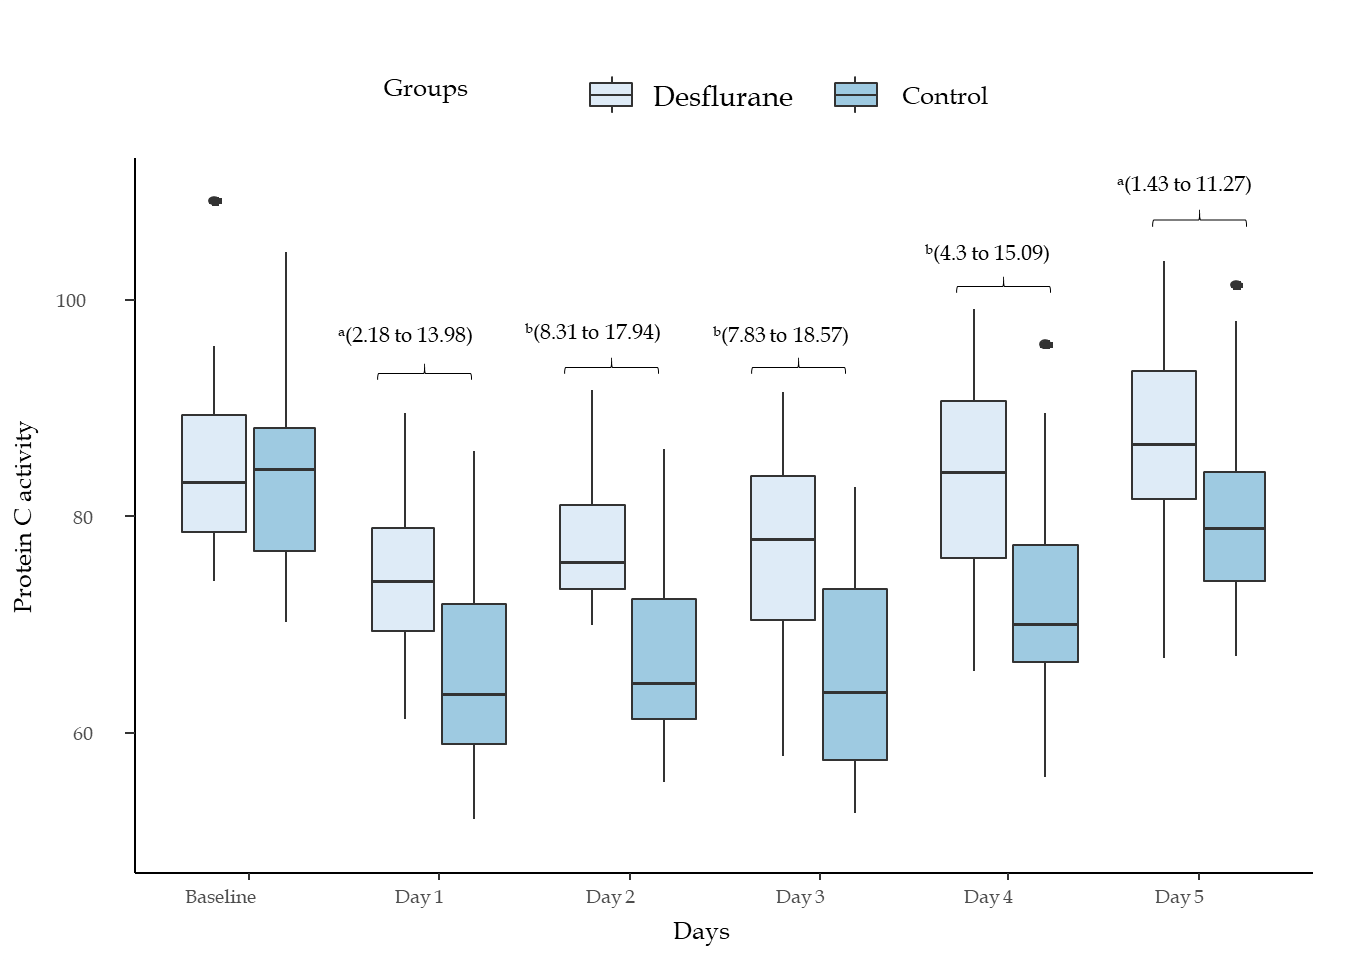 Groups Desflurane Control
ᵃ(1.43 to 11.27)
ᵇ(4.3 to 15.09)
ᵃ(2.18 to 13.98) ᵇ(8.31 to 17.94) ᵇ(7.83 to 18.57)
100
80
60
Protein C activity
Baseline Day 1 Day 2 Day 3 Day 4 Day 5
Days